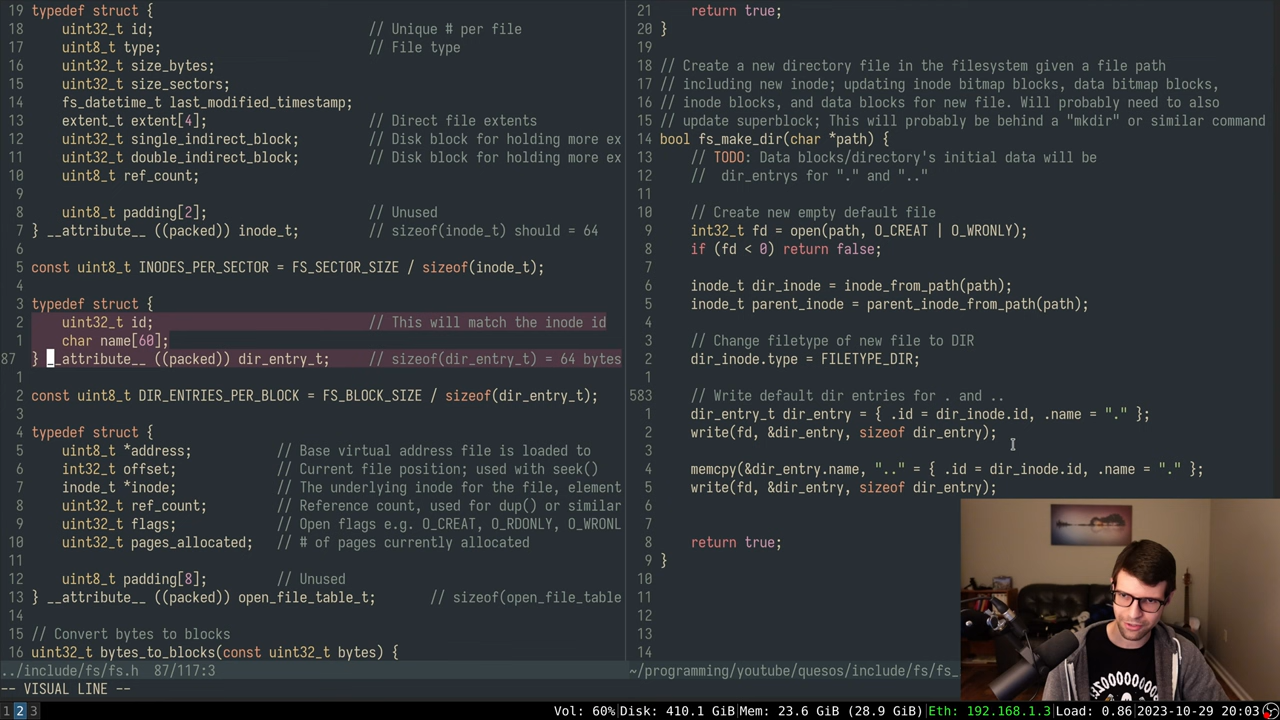 19 typedef struct {
18     uint32_t id;                            // Unique # per file
17     uint8_t type;                           // File type
16     uint32_t size_bytes;
15     uint32_t size_sectors;
14     fs_datetime_t last_modified_timestamp;
13     extent_t extent[4];                     // Direct file extents
12     uint32_t single_indirect_block;         // Disk block for holding more ex
11     uint32_t double_indirect_block;         // Disk block for holding more ex
10     uint8_t ref_count;
9
8     uint8_t padding[2];                     // Unused
7 } __attribute__ ((packed)) inode_t;         // sizeof(inode_t) should = 64
6
5 const uint8_t INODES_PER_SECTOR = FS_SECTOR_SIZE / sizeof(inode_t);
4
3 typedef struct {
2     uint32_t id;                            // This will match the inode id
1     char name[60];
87 } __attribute__ ((packed)) dir_entry_t;     // sizeof(dir_entry_t) = 64 bytes
1
2 const uint8_t DIR_ENTRIES_PER_BLOCK = FS_BLOCK_SIZE / sizeof(dir_entry_t);
3
4 typedef struct {
5     uint8_t *address;         // Base virtual address file is loaded to
6     int32_t offset;           // Current file position; used with seek()
7     inode_t *inode;           // The underlying inode for the file, element
8     uint8_t ref_count;        // Reference count, used for dup() or similar
9     uint32_t flags;           // Open flags e.g. O_CREAT, O_RDONLY, O_WRONL
10     uint32_t pages_allocated;   // # of pages currently allocated
11
12     uint8_t padding[8];       // Unused
13 } __attribute__ ((packed)) open_file_table_t;       // sizeof(open_file_table
14
15 // Convert bytes to blocks
16 uint32_t bytes_to_blocks(const uint32_t bytes) {
../include/fs/fs.h  87/117:3
-- VISUAL LINE --
21     return true;
20 }
19
18 // Create a new directory file in the filesystem given a file path
17 // including new inode; updating inode bitmap blocks, data bitmap blocks,
16 // inode blocks, and data blocks for new file. Will probably need to also
15 // update superblock; This will probably be behind a "mkdir" or similar command
14 bool fs_make_dir(char *path) {
13     // TODO: Data blocks/directory's initial data will be
12     //  dir_entrys for "." and ".."
11
10     // Create new empty default file
9     int32_t fd = open(path, O_CREAT | O_WRONLY);
8     if (fd < 0) return false;
7
6     inode_t dir_inode = inode_from_path(path);
5     inode_t parent_inode = parent_inode_from_path(path);
4
3     // Change filetype of new file to DIR
2     dir_inode.type = FILETYPE_DIR;
1
583     // Write default dir entries for . and ..
1     dir_entry_t dir_entry = { .id = dir_inode.id, .name = "." };
2     write(fd, &dir_entry, sizeof dir_entry);
3
4     memcpy(&dir_entry.name, ".." = { .id = dir_inode.id, .name = "." };
5     write(fd, &dir_entry, sizeof dir_entry);
6
7
8     return true;
9 }
10
11
12
13
14
~/programming/youtube/quesos/include/fs/fs_
1 2 3
Vol: 60%|Disk: 410.1 GiB|Mem: 23.6 GiB (28.9 GiB)|Eth: 192.168.1.3|Load: 0.86 2023-10-29 20:03